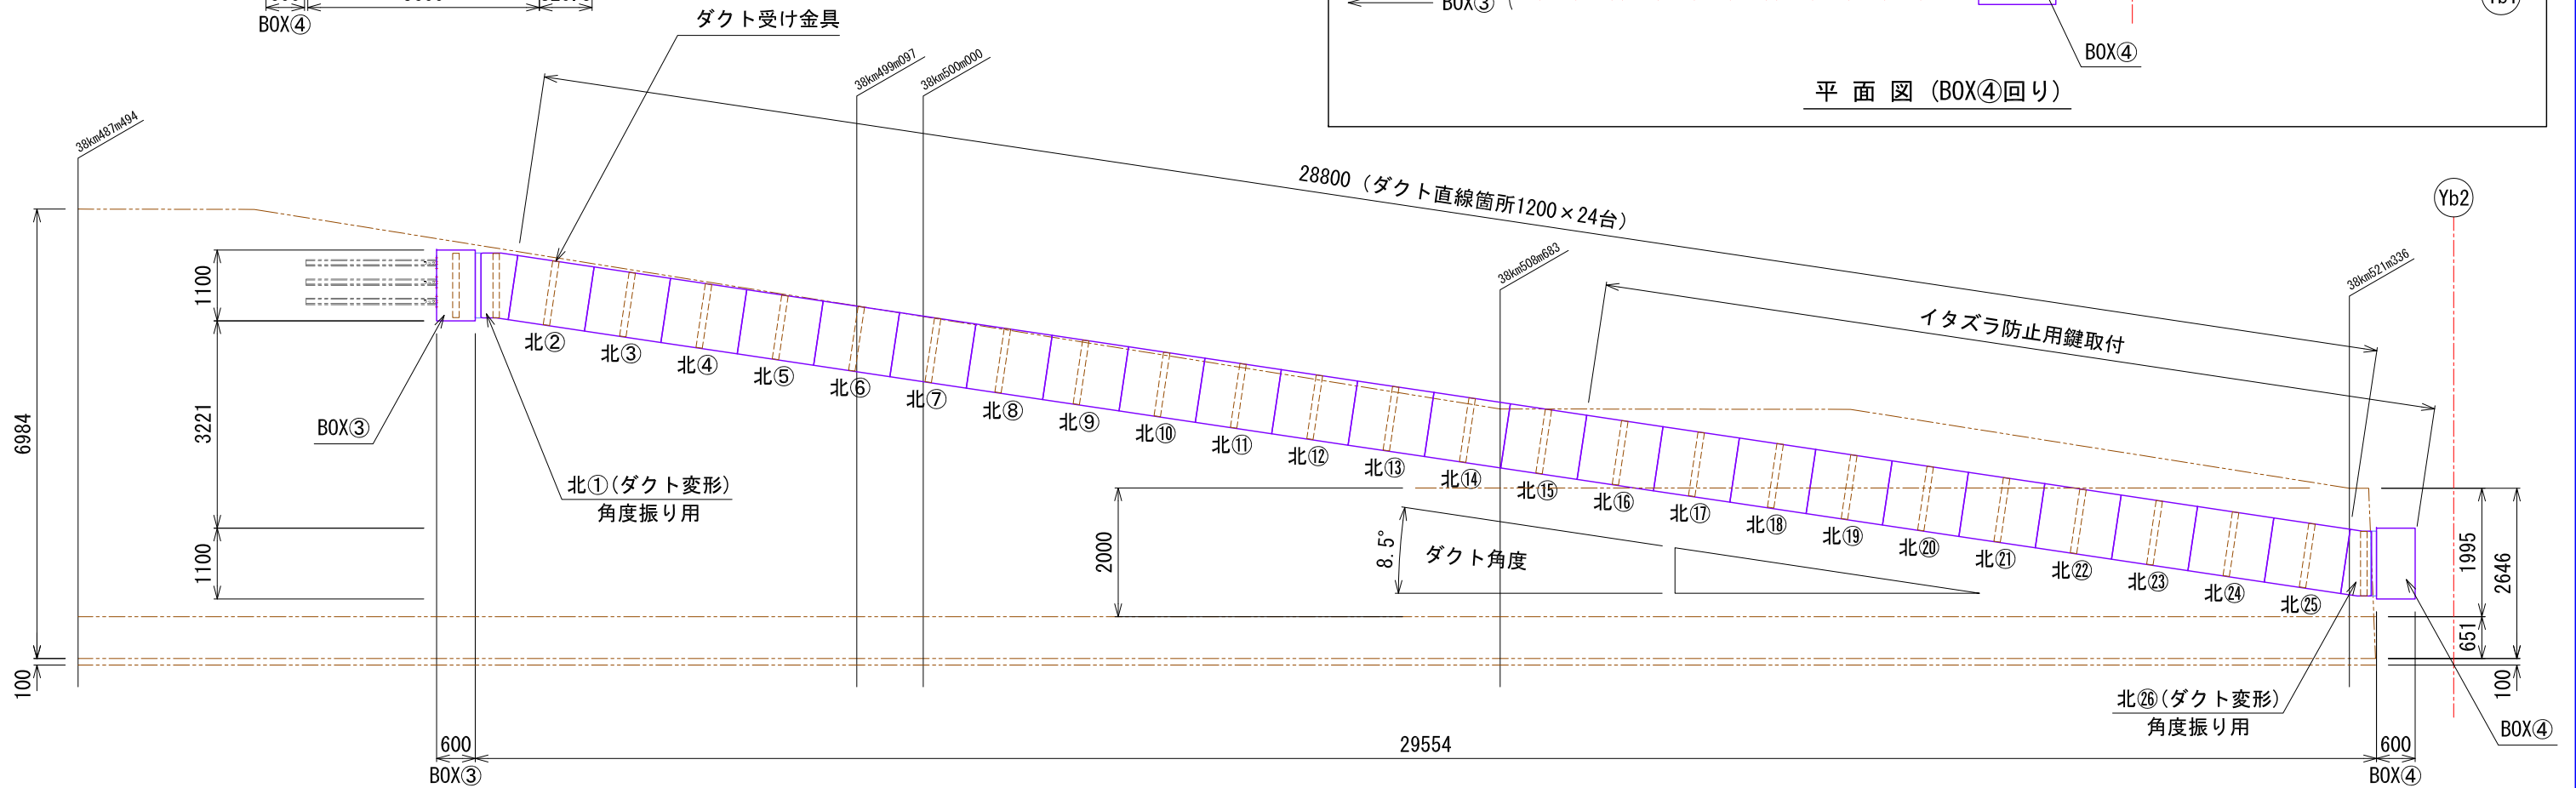 BOX④
ダクト受け金具
BOX③
BOX④
Yb1
平面図(BOX④回り)
38km487m494
38km499m097
38km500m000
28800(ダクト直線箇所1200×24台)
38km508m683
イタズラ防止用鍵取付
38km521m336
Yb2
6984
100
1100
3221
1100
BOX③
北①(ダクト変形)
角度振り用
北②
北③
北④
北⑤
北⑥
北⑦
北⑧
北⑨
北⑩
北⑪
北⑫
北⑬
北⑭
北⑮
北⑯
北⑰
北⑱
北⑲
北⑳
北㉑
北㉒
北㉓
北㉔
北㉕
2000
8.5°
ダクト角度
1995
2646
651
100
北㉖(ダクト変形)
角度振り用
BOX④
600
BOX③
29554
600
BOX④